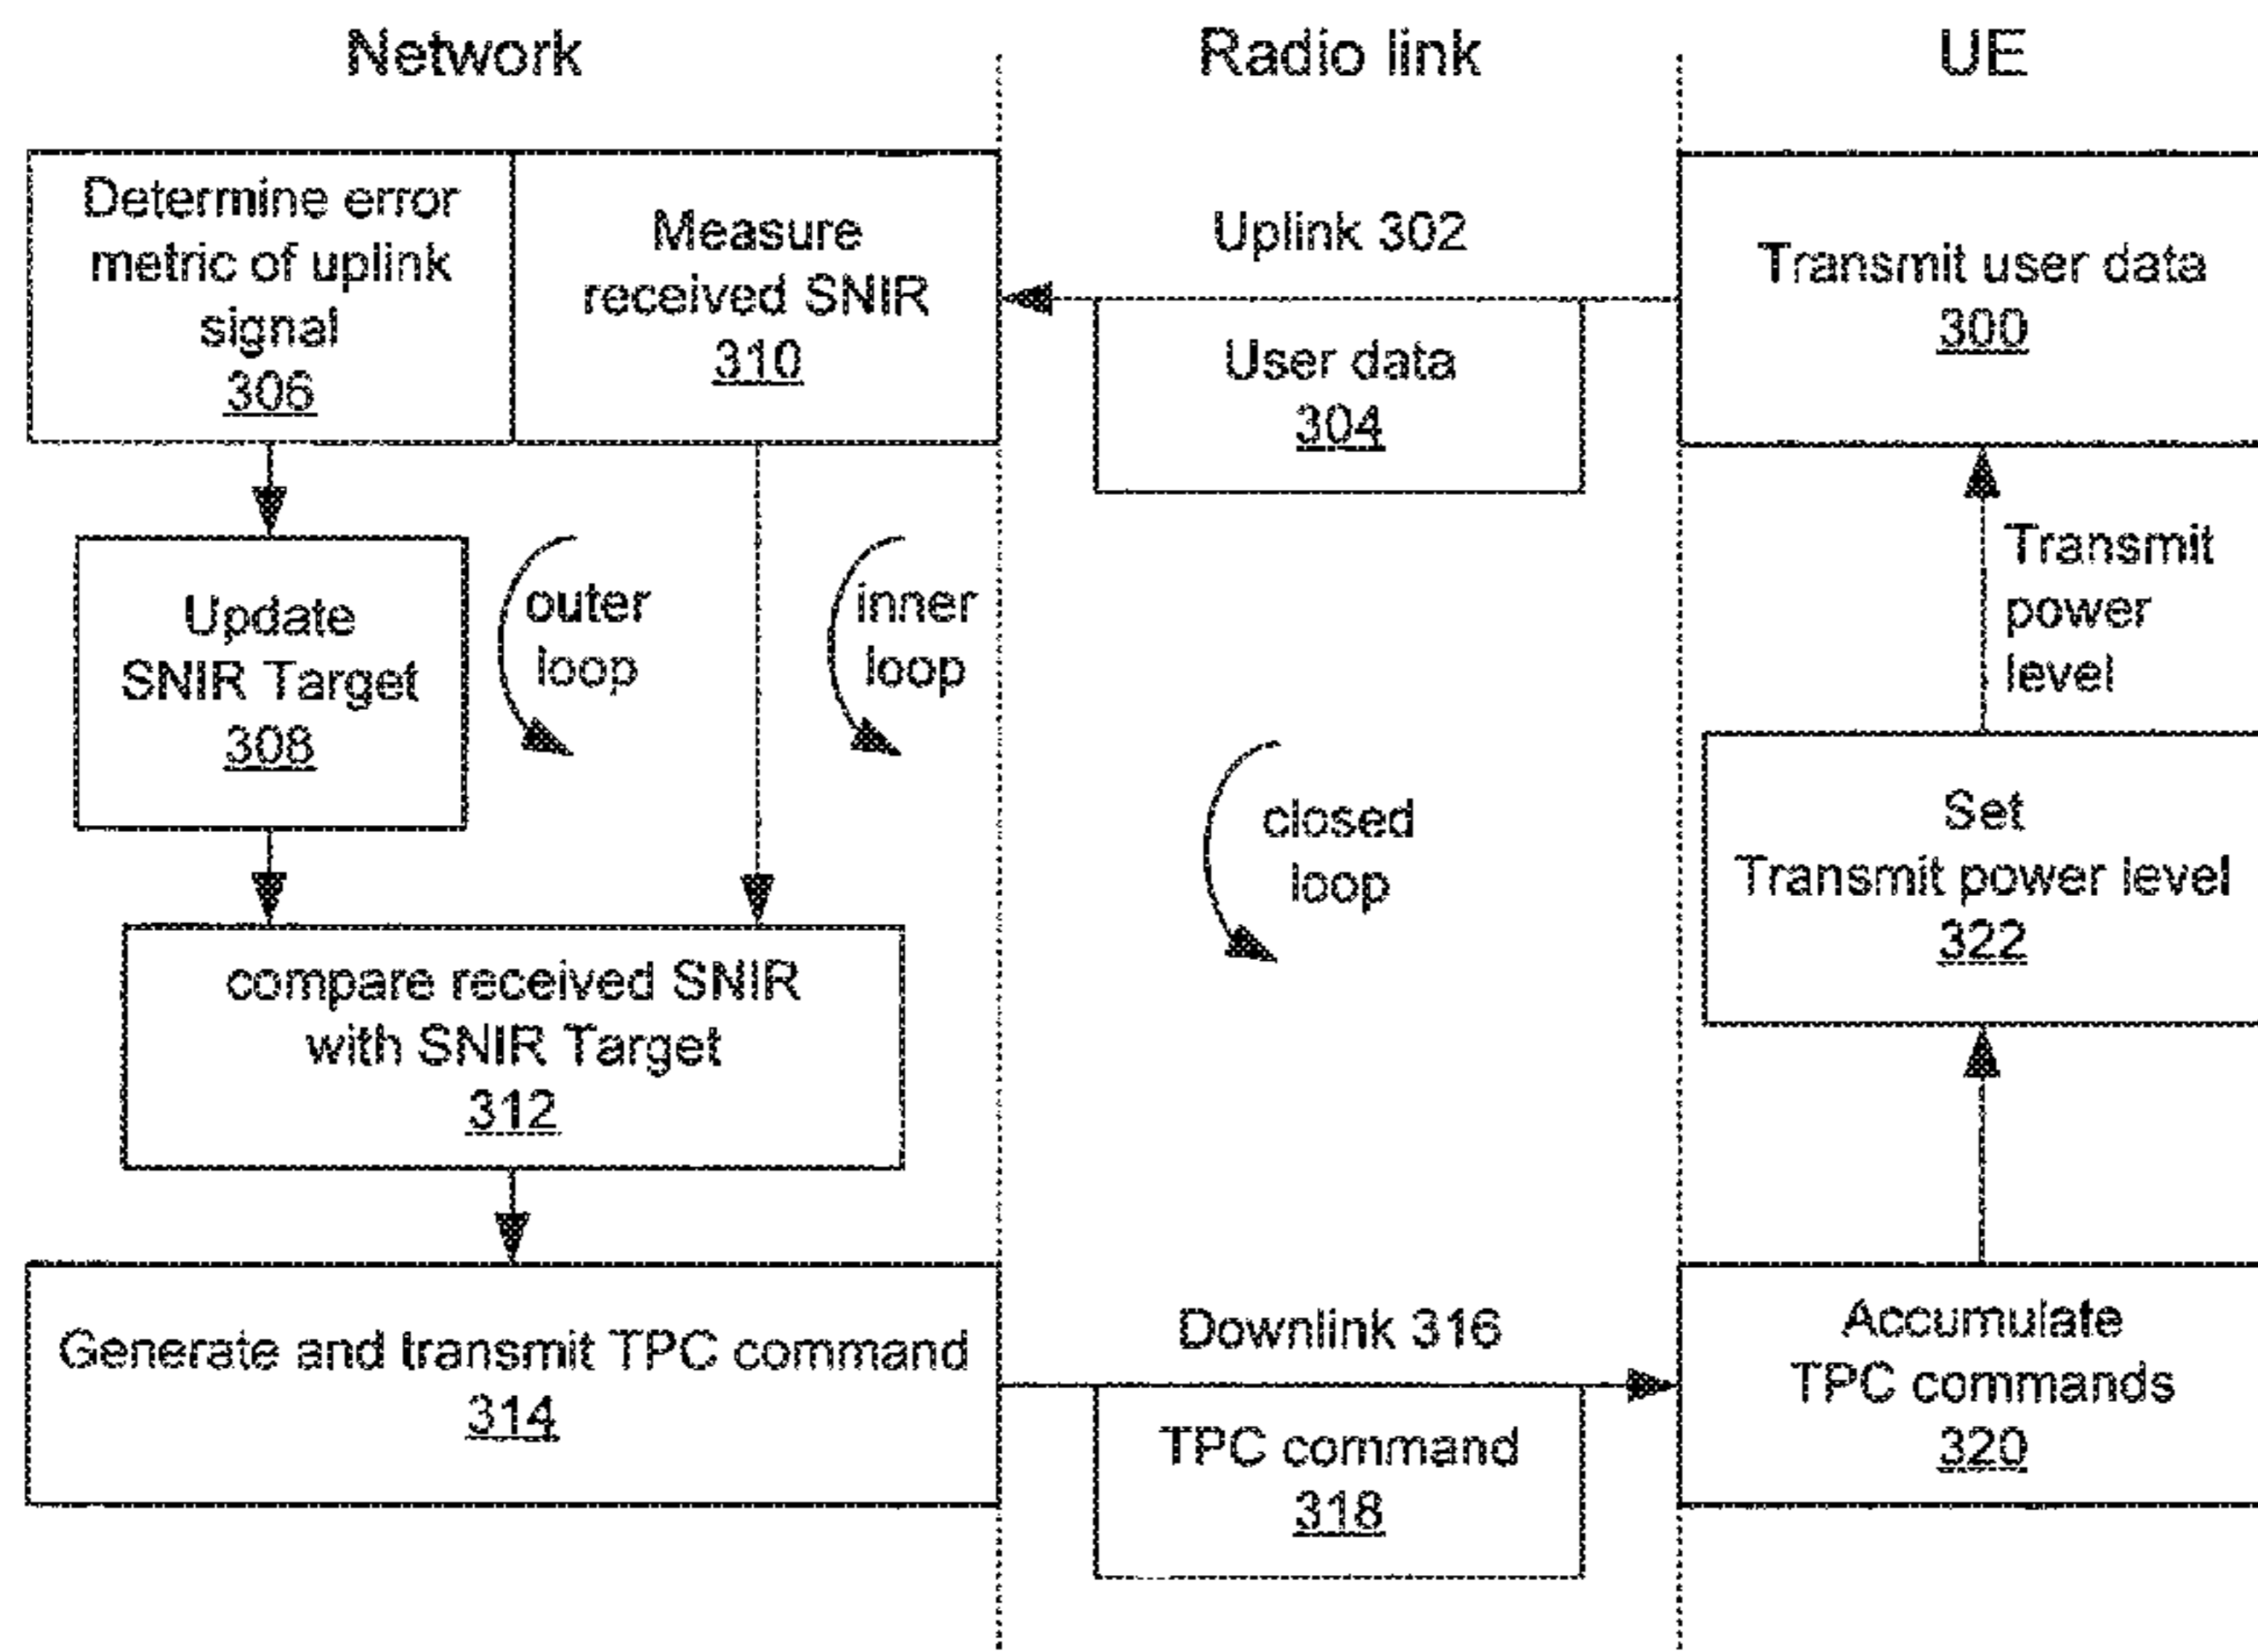 Network
Radio link
UE
Determine error
metric of uplink
signal
306
Measure
received SNIR
310
Uplink 302
User data
304
Transmit user data
300
Update
SNIR Target
308
outer
loop
inner
loop
closed
loop
Transmit
power
level
Set
Transmit power level
322
compare received SNIR
with SNIR Target
312
Generate and transmit TPC command
314
Downlink 316
TPC command
318
Accumulate
TPC commands
320